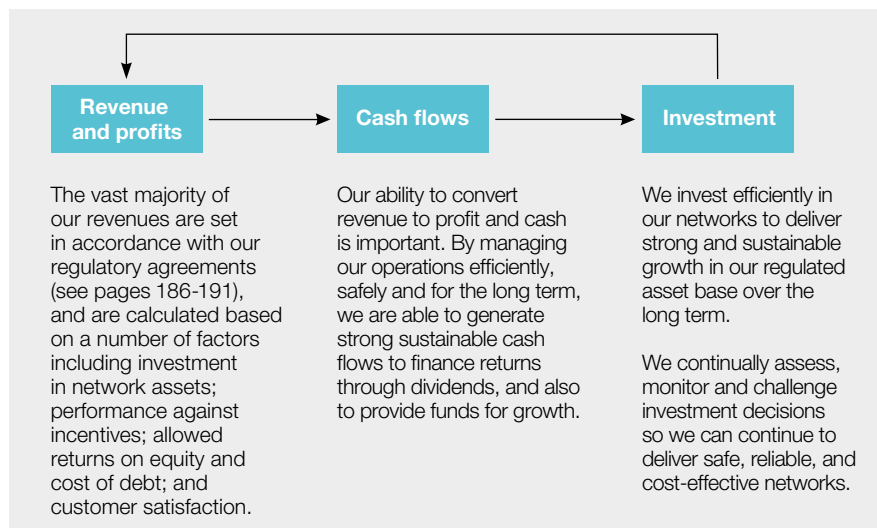 Revenue
and profits
The vast majority of
our revenues are set
in accordance with our
regulatory agreements
(see pages 186-191),
and are calculated based
on a number of factors
including investment
in network assets;
performance against
incentives; allowed
returns on equity and
cost of debt; and
customer satisfaction.
Cash flows
Our ability to convert
revenue to profit and cash
is important. By managing
our operations efficiently,
safely and for the long term,
we are able to generate
strong sustainable cash
flows to finance returns
through dividends, and also
to provide funds for growth.
Investment
We invest efficiently in
our networks to deliver
strong and sustainable
growth in our regulated
asset base over the
long term.
We continually assess,
monitor and challenge
investment decisions
so we can continue to
deliver safe, reliable, and
cost-effective networks.